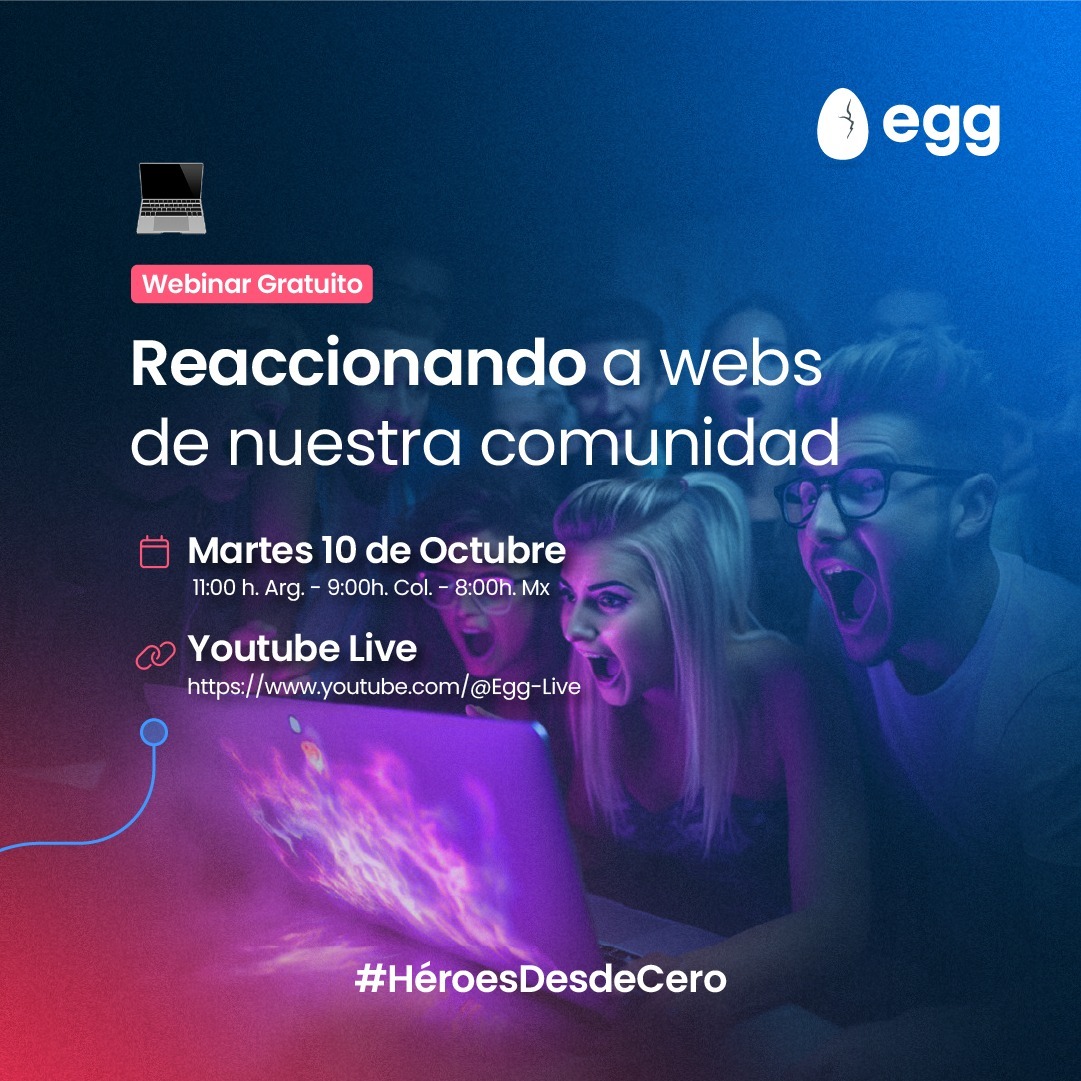 egg
Webinar Gratuito
Reaccionando a webs
de nuestra comunidad
Martes 10 de Octubre
11:00 h. Arg. - 9:00h. Col. - 8:00h. Mx
Youtube Live
https://www.youtube.com/@Egg-Live
#HéroesDesdeCero